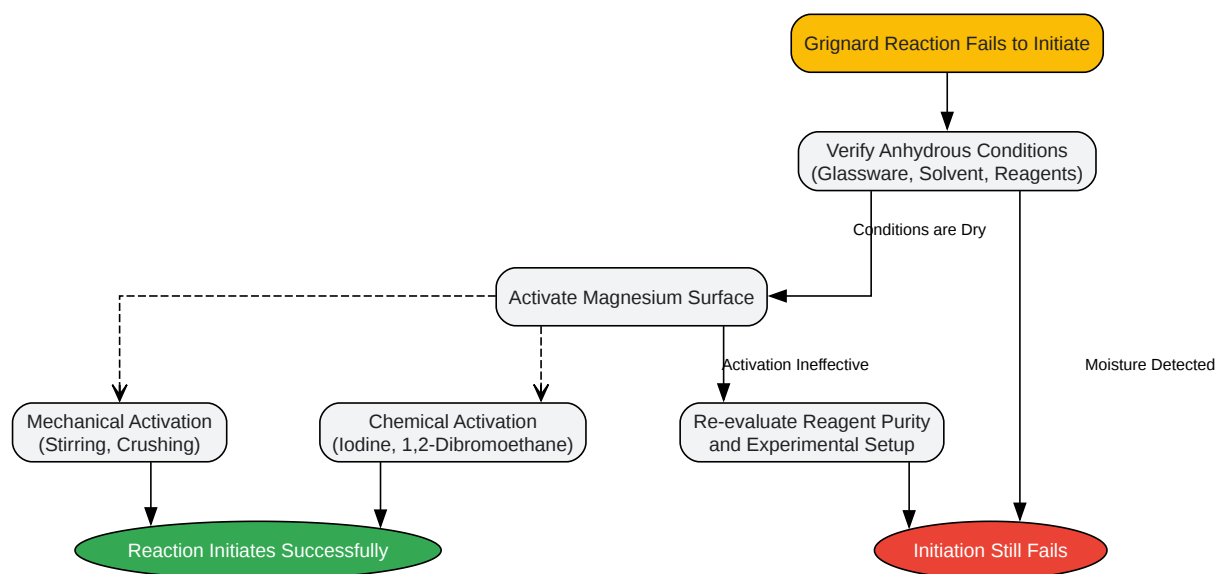 Grignard Reaction Fails to Initiate
Verify Anhydrous Conditions
(Glassware, Solvent, Reagents)
Conditions are Dry
Activate Magnesium Surface
Activation Ineffective
Moisture Detected
Mechanical Activation
(Stirring, Crushing)
Chemical Activation
(Iodine, 1,2-Dibromoethane)
Re-evaluate Reagent Purity
and Experimental Setup
Reaction Initiates Successfully
Initiation Still Fails